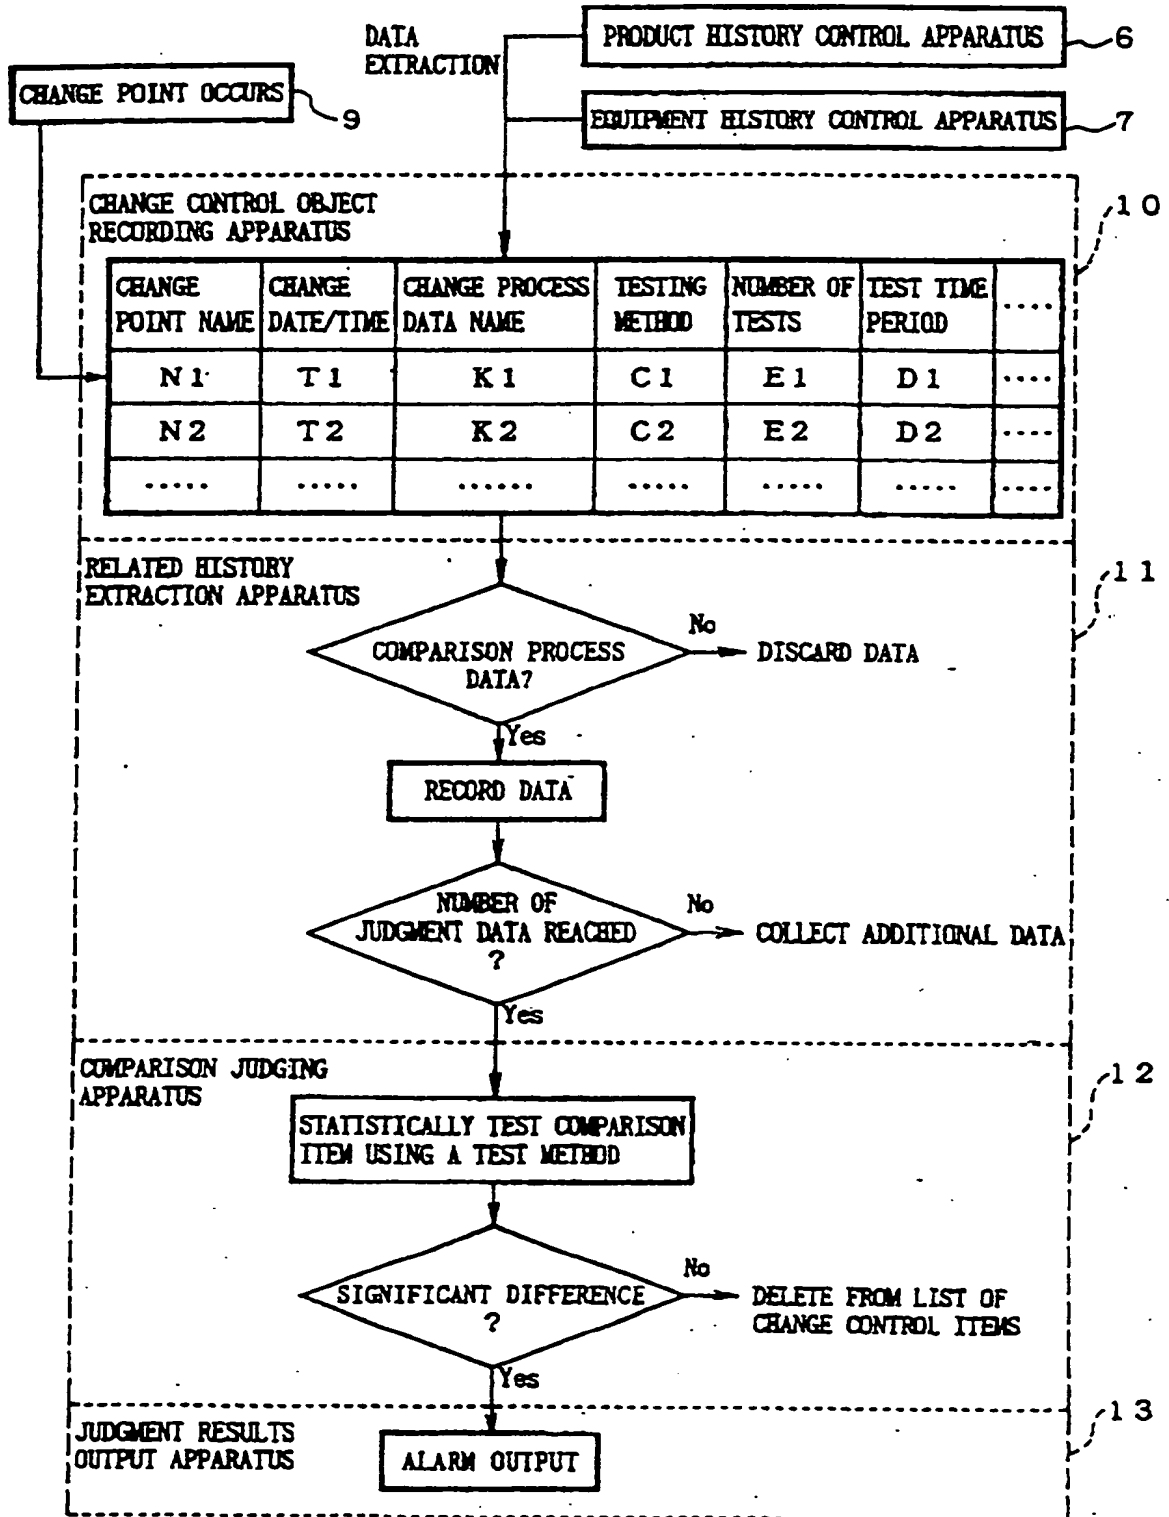 DATA
EXTRACTION
PRODUCT HISTORY CONTROL APPARATUS
6
CHANGE POINT OCCURS
9
EQUIPMENT HISTORY CONTROL APPARATUS
7
CHANGE CONTROL OBJECT
RECORDING APPARATUS
10
CHANGE POINT NAME CHANGE DATE/TIME CHANGE PROCESS DATA NAME TESTING METHOD NUMBER OF TESTS TEST TIME PERIOD ....
N1 T1 K1 C1 E1 D1 ....
N2 T2 K2 C2 E2 D2 ....
..... ..... ...... ..... ..... ..... ....
RELATED HISTORY
EXTRACTION APPARATUS
11
COMPARISON PROCESS
DATA?
No
DISCARD DATA
Yes
RECORD DATA
NUMBER OF
JUDGMENT DATA REACHED
?
No
COLLECT ADDITIONAL DATA
Yes
COMPARISON JUDGING
APPARATUS
12
STATISTICALLY TEST COMPARISON
ITEM USING A TEST METHOD
SIGNIFICANT DIFFERENCE
?
No
DELETE FROM LIST OF
CHANGE CONTROL ITEMS
Yes
JUDGMENT RESULTS
OUTPUT APPARATUS
13
ALARM OUTPUT